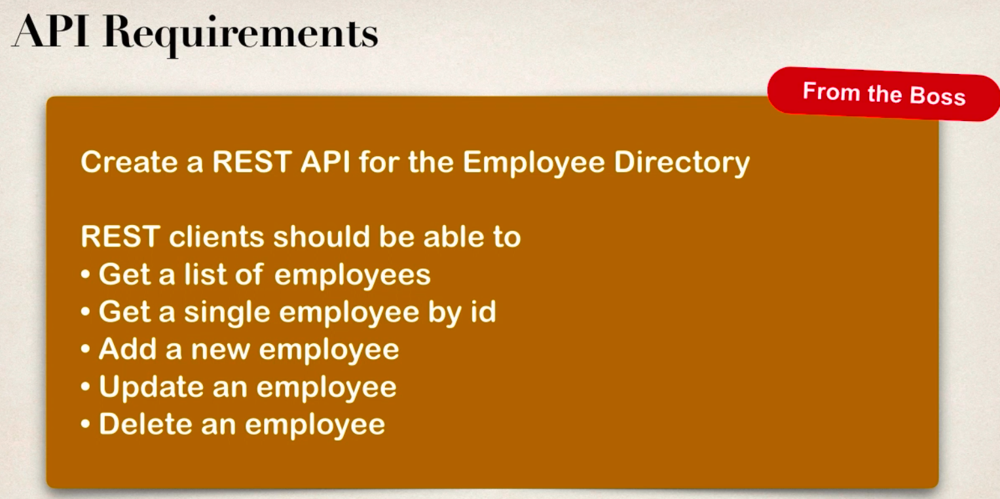 API Requirements
From the Boss
Create a REST API for the Employee Directory
REST clients should be able to
• Get a list of employees
• Get a single employee by id
• Add a new employee
• Update an employee
• Delete an employee